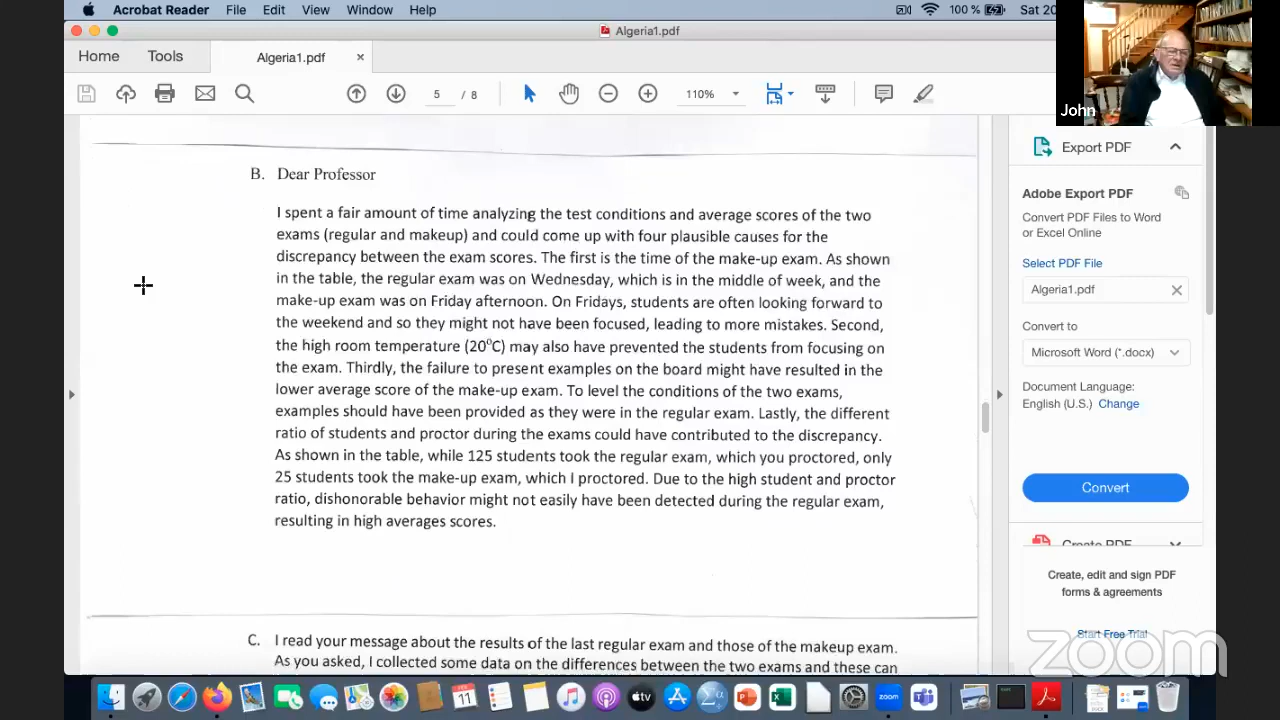 Acrobat Reader File Edit View Window Help 100 % Sat 20
Algeria1.pdf
Home Tools Algeria1.pdf ×
5 / 8 110%
John
B. Dear Professor
I spent a fair amount of time analyzing the test conditions and average scores of the two
exams (regular and makeup) and could come up with four plausible causes for the
discrepancy between the exam scores. The first is the time of the make-up exam. As shown
in the table, the regular exam was on Wednesday, which is in the middle of week, and the
make-up exam was on Friday afternoon. On Fridays, students are often looking forward to
the weekend and so they might not have been focused, leading to more mistakes. Second,
the high room temperature (20°C) may also have prevented the students from focusing on
the exam. Thirdly, the failure to present examples on the board might have resulted in the
lower average score of the make-up exam. To level the conditions of the two exams,
examples should have been provided as they were in the regular exam. Lastly, the different
ratio of students and proctor during the exams could have contributed to the discrepancy.
As shown in the table, while 125 students took the regular exam, which you proctored, only
25 students took the make-up exam, which I proctored. Due to the high student and proctor
ratio, dishonorable behavior might not easily have been detected during the regular exam,
resulting in high averages scores.
C. I read your message about the results of the last regular exam and those of the makeup exam.
As you asked, I collected some data on the differences between the two exams and these can
Export PDF
Adobe Export PDF
Convert PDF Files to Word
or Excel Online
Select PDF File
Algeria1.pdf
Convert to
Microsoft Word (*.docx)
Document Language:
English (U.S.) Change
Convert
Create PDF
Create, edit and sign PDF
forms & agreements
Start Free Trial
zoom
FEB
11
tv
zoom